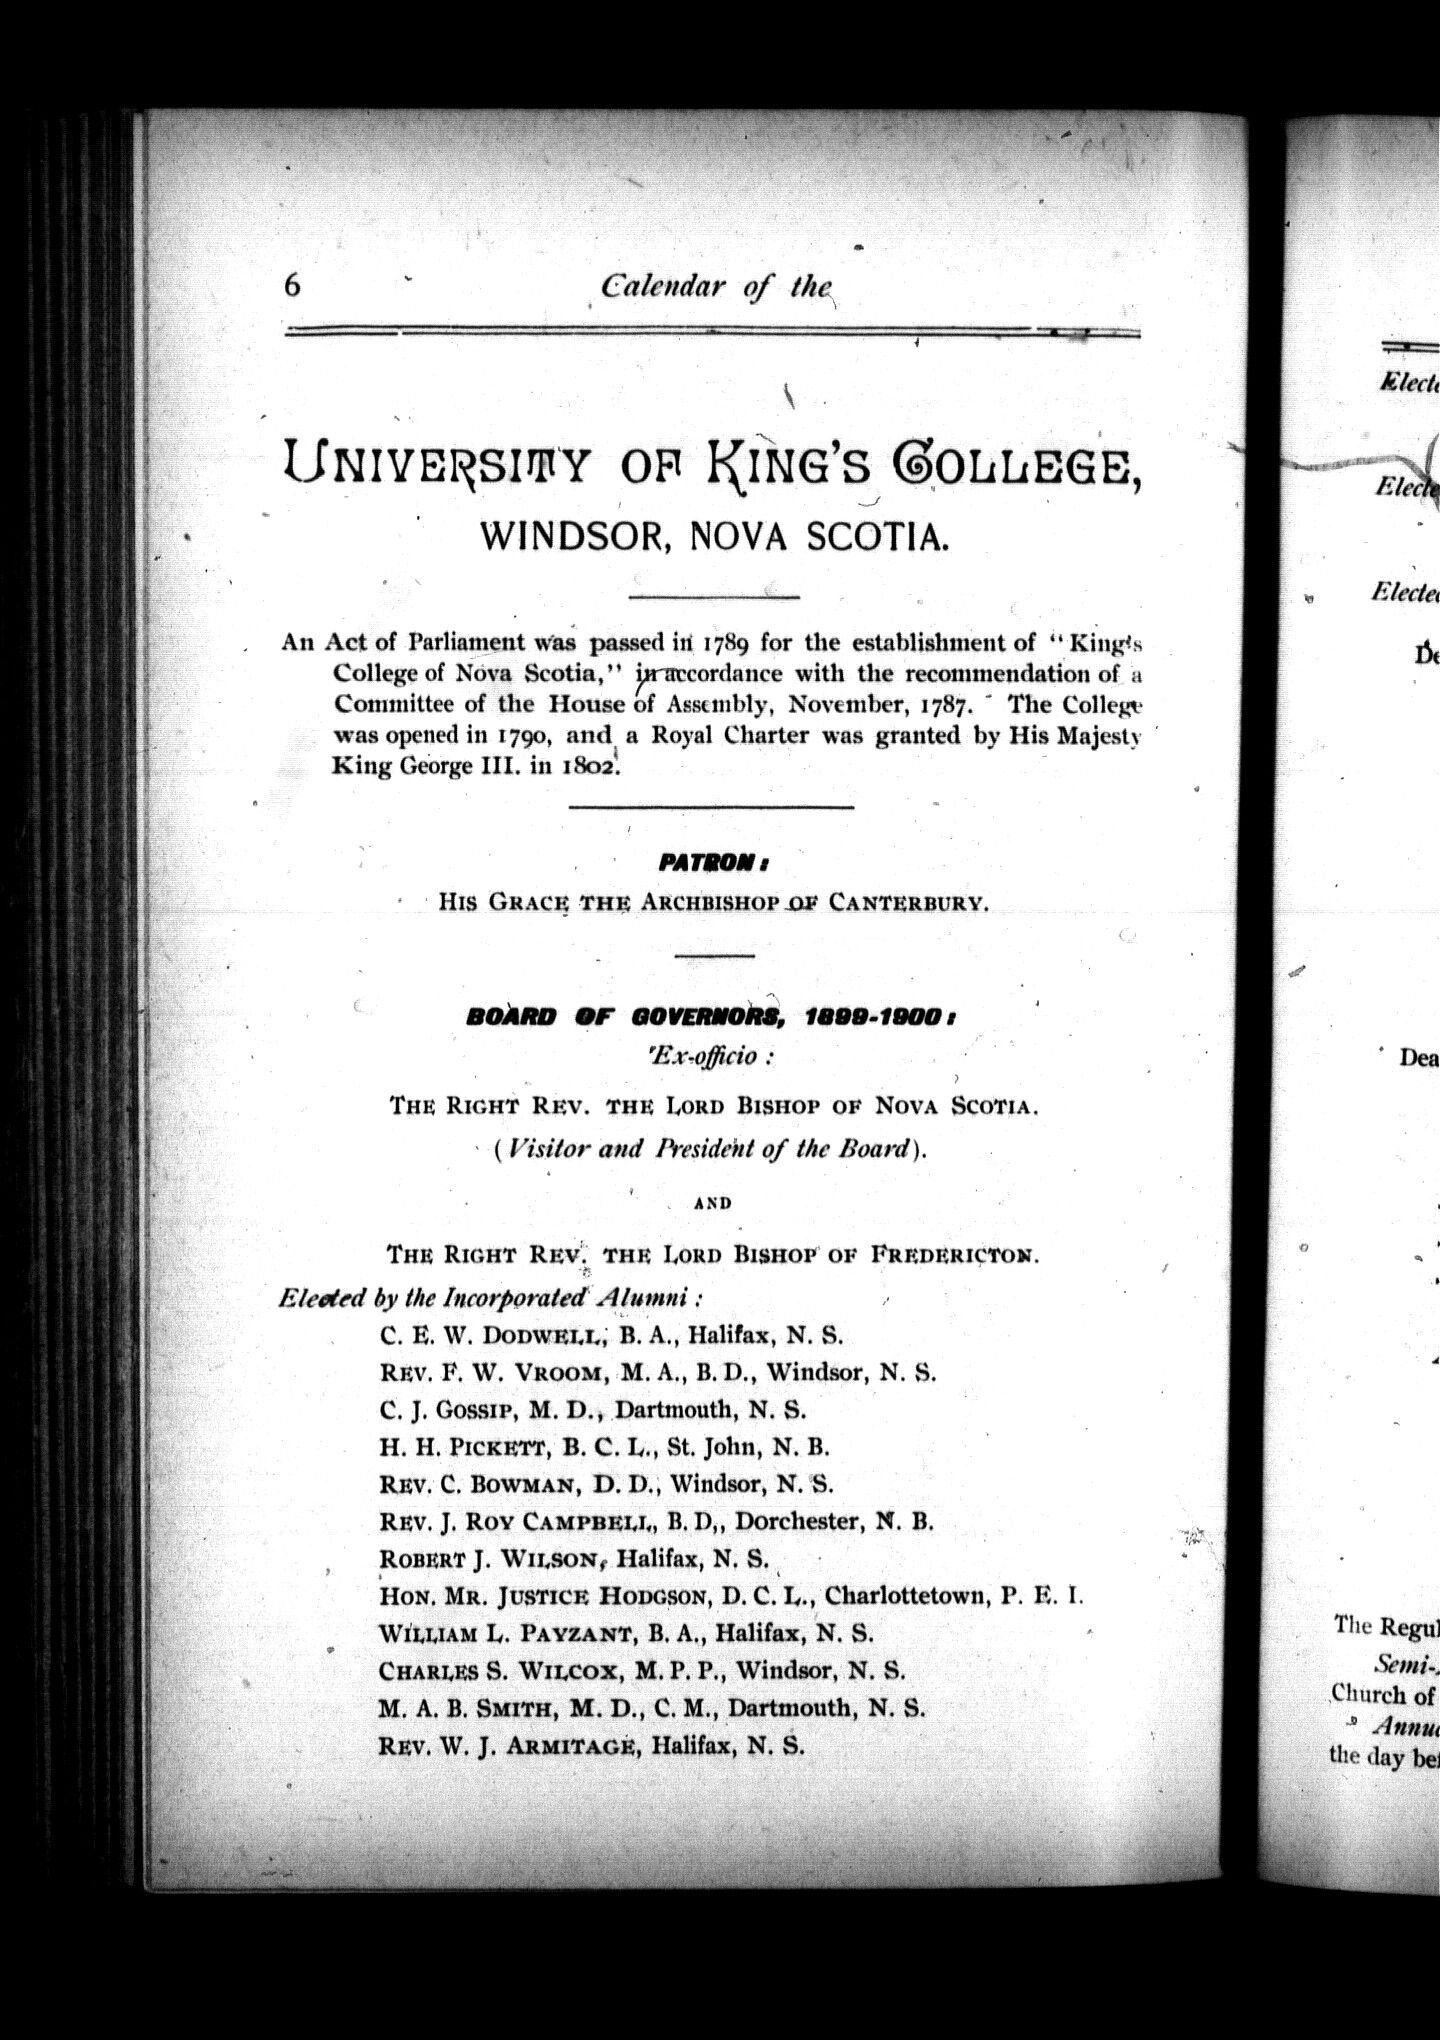 6 Calendar of the
UNIVERSITY OF KING'S COLLEGE,
WINDSOR, NOVA SCOTIA.
An Act of Parliament was passed in 1789 for the establishment of "King's
College of Nova Scotia," in accordance with the recommendation of a
Committee of the House of Assembly, November, 1787. The College
was opened in 1790, and a Royal Charter was granted by His Majesty
King George III. in 1802.
PATRON:
HIS GRACE THE ARCHBISHOP OF CANTERBURY.
BOARD OF GOVERNORS, 1899-1900:
Ex-officio:
THE RIGHT REV. THE LORD BISHOP OF NOVA SCOTIA.
(Visitor and President of the Board).
AND
THE RIGHT REV. THE LORD BISHOP OF FREDERICTON.
Elected by the Incorporated Alumni:
C. E. W. DODWELL, B. A., Halifax, N. S.
REV. F. W. VROOM, M. A., B. D., Windsor, N. S.
C. J. GOSSIP, M. D., Dartmouth, N. S.
H. H. PICKETT, B. C. L., St. John, N. B.
REV. C. BOWMAN, D. D., Windsor, N. S.
REV. J. ROY CAMPBELL, B. D,, Dorchester, N. B.
ROBERT J. WILSON, Halifax, N. S.
HON. MR. JUSTICE HODGSON, D. C. L., Charlottetown, P. E. I.
WILLIAM L. PAYZANT, B. A., Halifax, N. S.
CHARLES S. WILCOX, M. P. P., Windsor, N. S.
M. A. B. SMITH, M. D., C. M., Dartmouth, N. S.
REV. W. J. ARMITAGE, Halifax, N. S.
The Regul
Semi-
Church of
the day